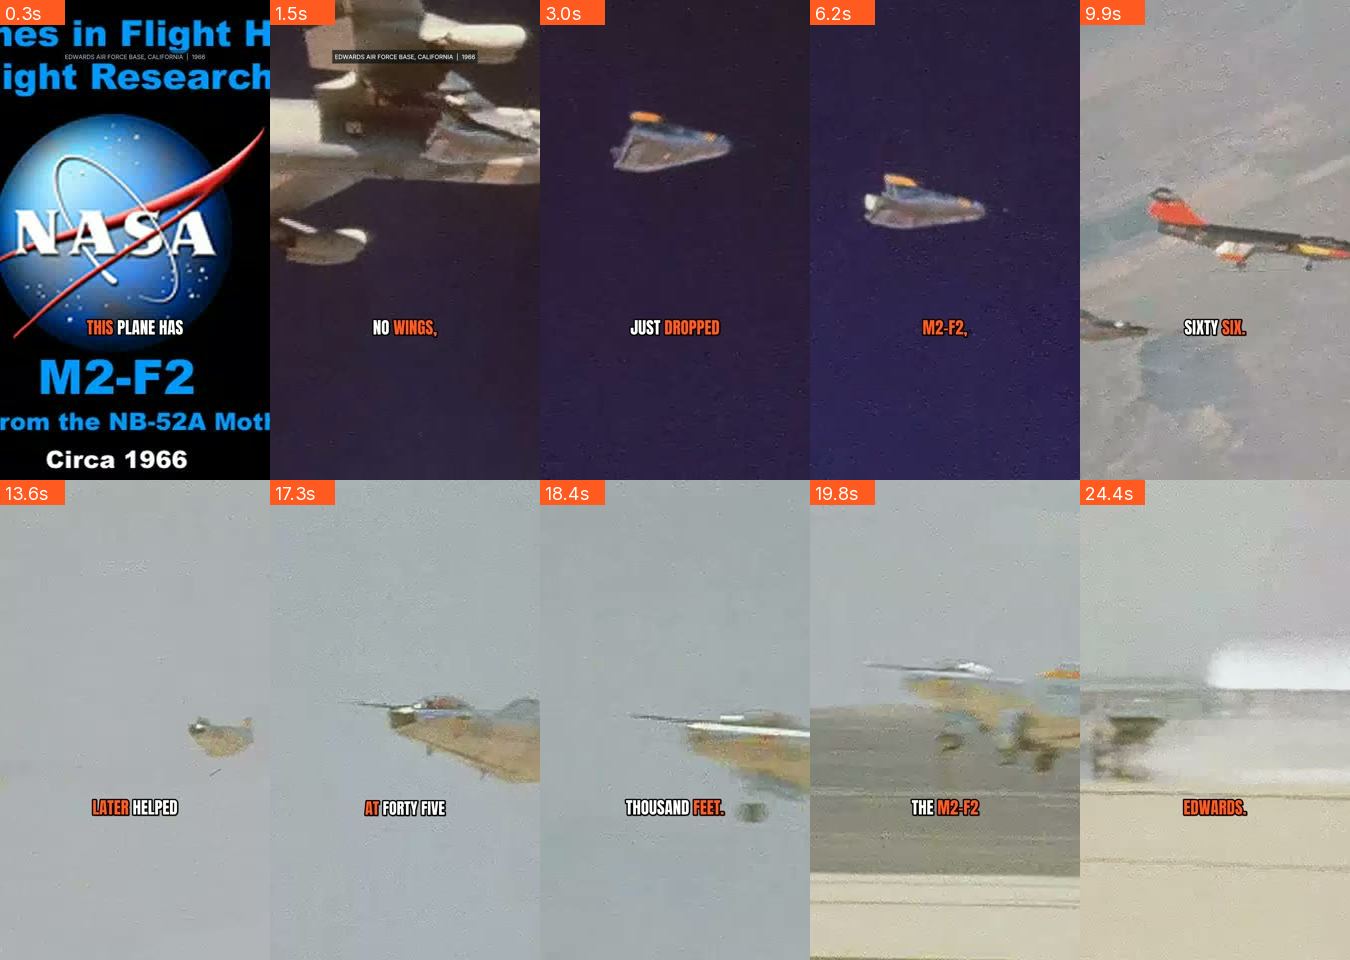 0.3s
nes in Flight H
EDWARDS AIR FORCE BASE, CALIFORNIA | 1966
ight Research
NASA
THIS PLANE HAS
M2-F2
rom the NB-52A Moth
Circa 1966
1.5s
EDWARDS AIR FORCE BASE, CALIFORNIA | 1966
NO WINGS,
3.0s
JUST DROPPED
6.2s
M2-F2,
9.9s
SIXTY SIX.
13.6s
LATER HELPED
17.3s
AT FORTY FIVE
18.4s
THOUSAND FEET.
19.8s
THE M2-F2
24.4s
EDWARDS.